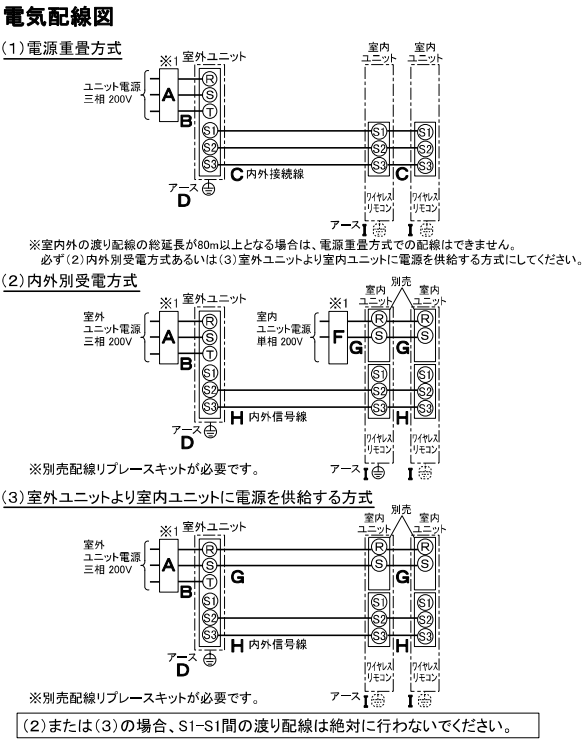 電気配線図
(1)電源重畳方式
※1 室外ユニット 室内ユニット 室内ユニット
ユニット電源
三相200V
A
B
R
S
T
S1 S1 S1
S2 S2 S2
S3 S3 S3
C 内外接続線 C
アース
D
ワイヤレス
リモコン
ワイヤレス
リモコン
アース I I
※室内外の渡り配線の総延長が80m以上となる場合は、電源重畳方式での配線はできません。
必ず(2)内外別受電方式あるいは(3)室外ユニットより室内ユニットに電源を供給する方式にしてください。
(2)内外別受電方式
別売
※1 室外ユニット ※1 室内ユニット 室内ユニット
室外
ユニット電源
三相200V
A
B
室内
ユニット電源
単相200V
F
G G
R R R
S S S
T
S1 S1 S1
S2 S2 S2
S3 S3 S3
H 内外信号線 H
アース
D
ワイヤレス
リモコン
ワイヤレス
リモコン
アース I I
※別売配線リプレースキットが必要です。
(3)室外ユニットより室内ユニットに電源を供給する方式
別売
※1 室外ユニット 室内ユニット 室内ユニット
室外
ユニット電源
三相200V
A
B
R R R
S S S
G G
T
S1 S1 S1
S2 S2 S2
S3 S3 S3
H 内外信号線 H
アース
D
ワイヤレス
リモコン
ワイヤレス
リモコン
※別売配線リプレースキットが必要です。
アース I I
(2)または(3)の場合、S1-S1間の渡り配線は絶対に行わないでください。